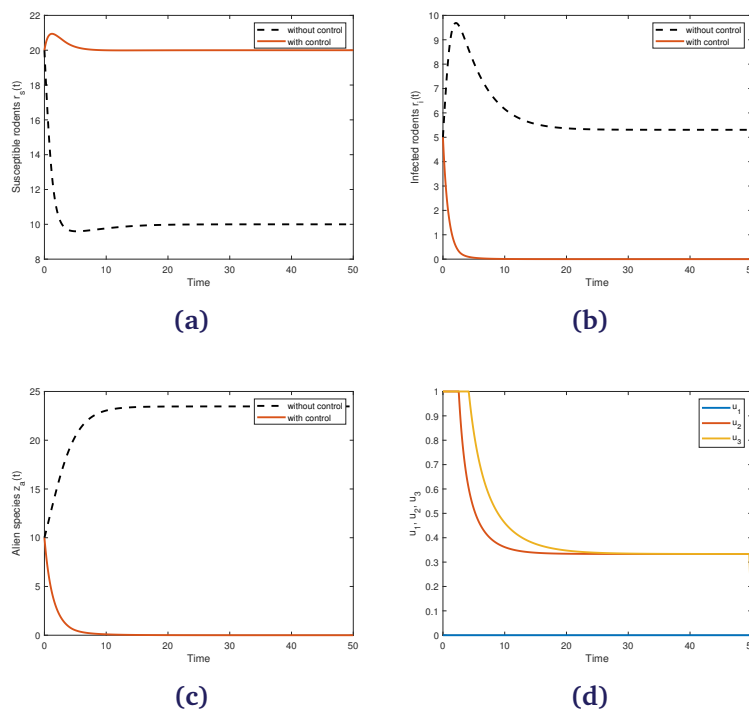 22
20
18
16
14
12
10
8
0
10
20
30
40
50
Time
Susceptible rodents r_s(t)
without control
with control
(a)
10
9
8
7
6
5
4
3
2
1
0
0
10
20
30
40
50
Time
Infected rodents r_i(t)
without control
with control
(b)
25
20
15
10
5
0
0
10
20
30
40
50
Time
Alien species z_a(t)
without control
with control
(c)
1
0.9
0.8
0.7
0.6
0.5
0.4
0.3
0.2
0.1
0
0
10
20
30
40
50
Time
u_1, u_2, u_3
u_1
u_2
u_3
(d)